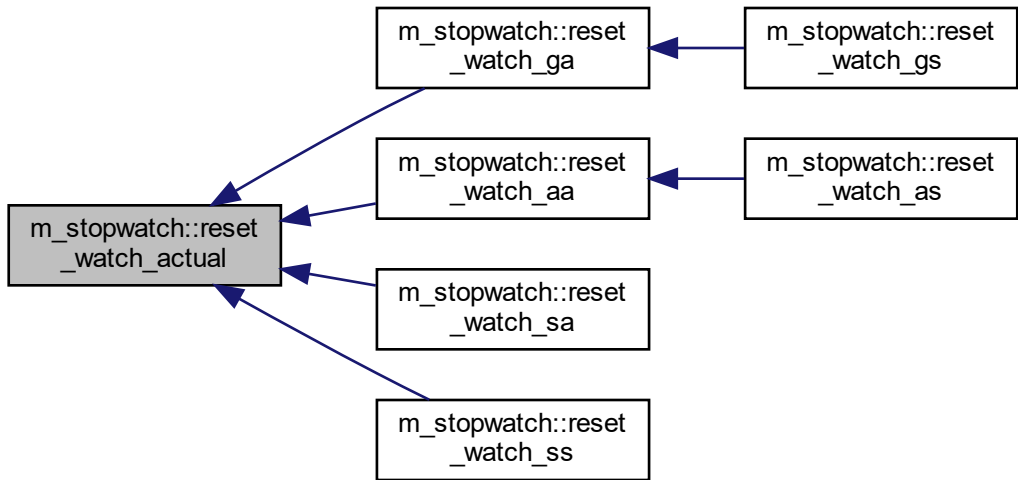 m_stopwatch::reset
_watch_actual
m_stopwatch::reset
_watch_ga
m_stopwatch::reset
_watch_gs
m_stopwatch::reset
_watch_aa
m_stopwatch::reset
_watch_as
m_stopwatch::reset
_watch_sa
m_stopwatch::reset
_watch_ss